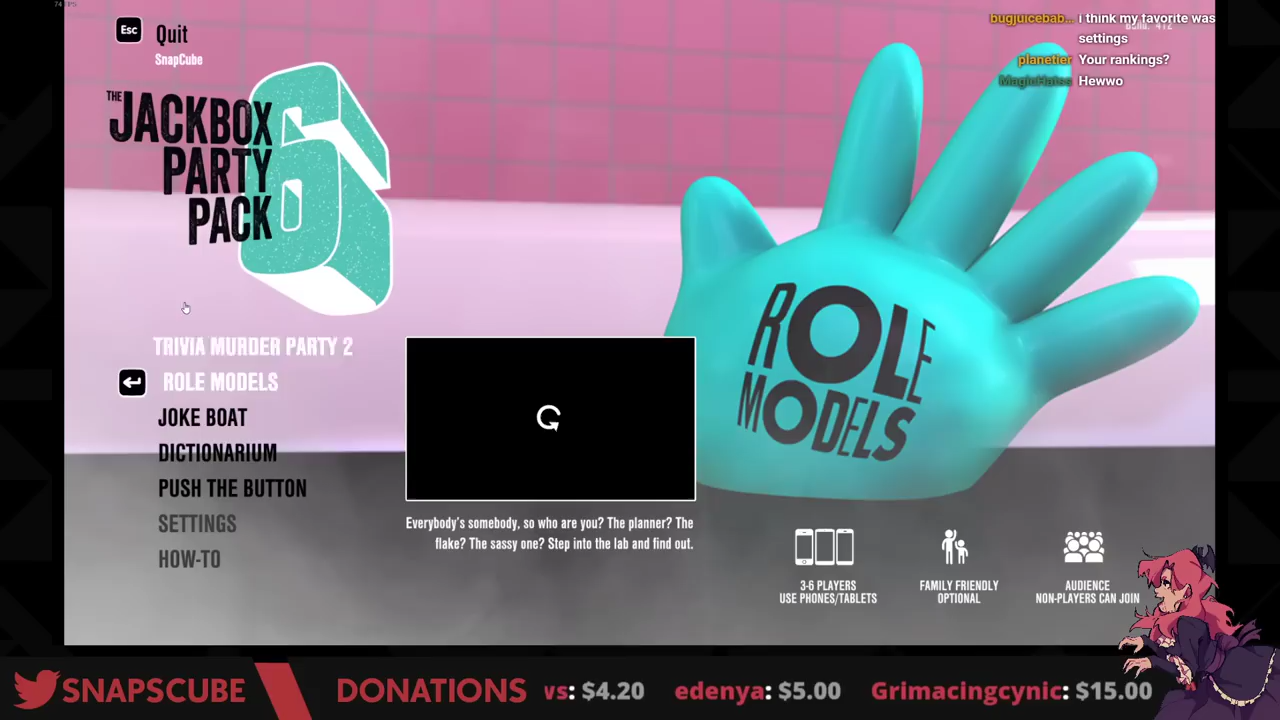 74 FPS
Esc Quit
SnapCube
THE
JACKBOX
PARTY
PACK
6
TRIVIA MURDER PARTY 2
ROLE MODELS
JOKE BOAT
DICTIONARIUM
PUSH THE BUTTON
SETTINGS
HOW-TO
Everybody's somebody, so who are you? The planner? The
flake? The sassy one? Step into the lab and find out.
ROLE
MODELS
bugjuicebab... i think my favorite was
settings
planetier Your rankings?
MagicHatss Hewwo
3-6 PLAYERS
USE PHONES/TABLETS
FAMILY FRIENDLY
OPTIONAL
AUDIENCE
NON-PLAYERS CAN JOIN
SNAPSCUBE DONATIONS vs: $4.20 edenya: $5.00 Grimacingcynic: $15.00